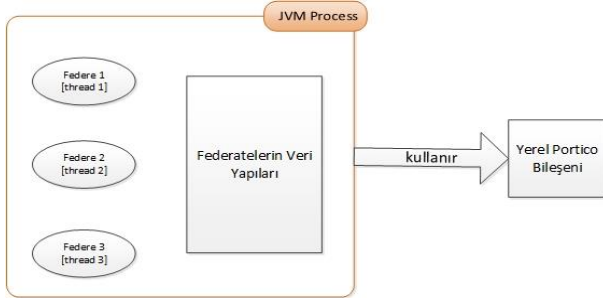 JVM Process
Federe 1
[thread 1]
Federe 2
[thread 2]
Federe 3
[thread 3]
Federatelerin Veri
Yapıları
kullanır
Yerel Portico
Bileşeni